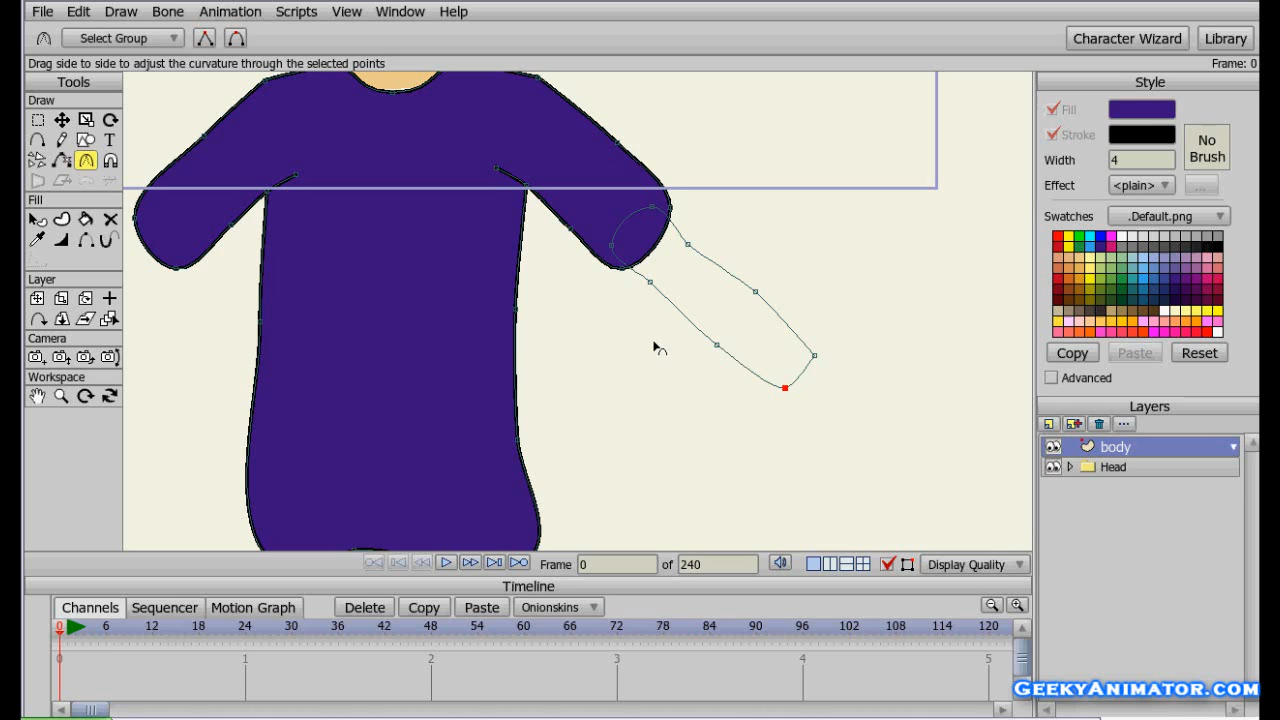 File Edit Draw Bone Animation Scripts View Window Help
Select Group Character Wizard Library
Drag side to side to adjust the curvature through the selected points Frame: 0
Tools Style
Draw
Fill
Stroke
No Brush
Width 4
Effect <plain> ...
T
Fill
Swatches .Default.png
Layer
Camera
Copy Paste Reset
Workspace
Advanced
Layers
body
Head
Frame 0 of 240 Display Quality
Timeline
Channels Sequencer Motion Graph Delete Copy Paste Onionskins
0 6 12 18 24 30 36 42 48 54 60 66 72 78 84 90 96 102 108 114 120
0 1 2 3 4 5
GeekyAnimator.com